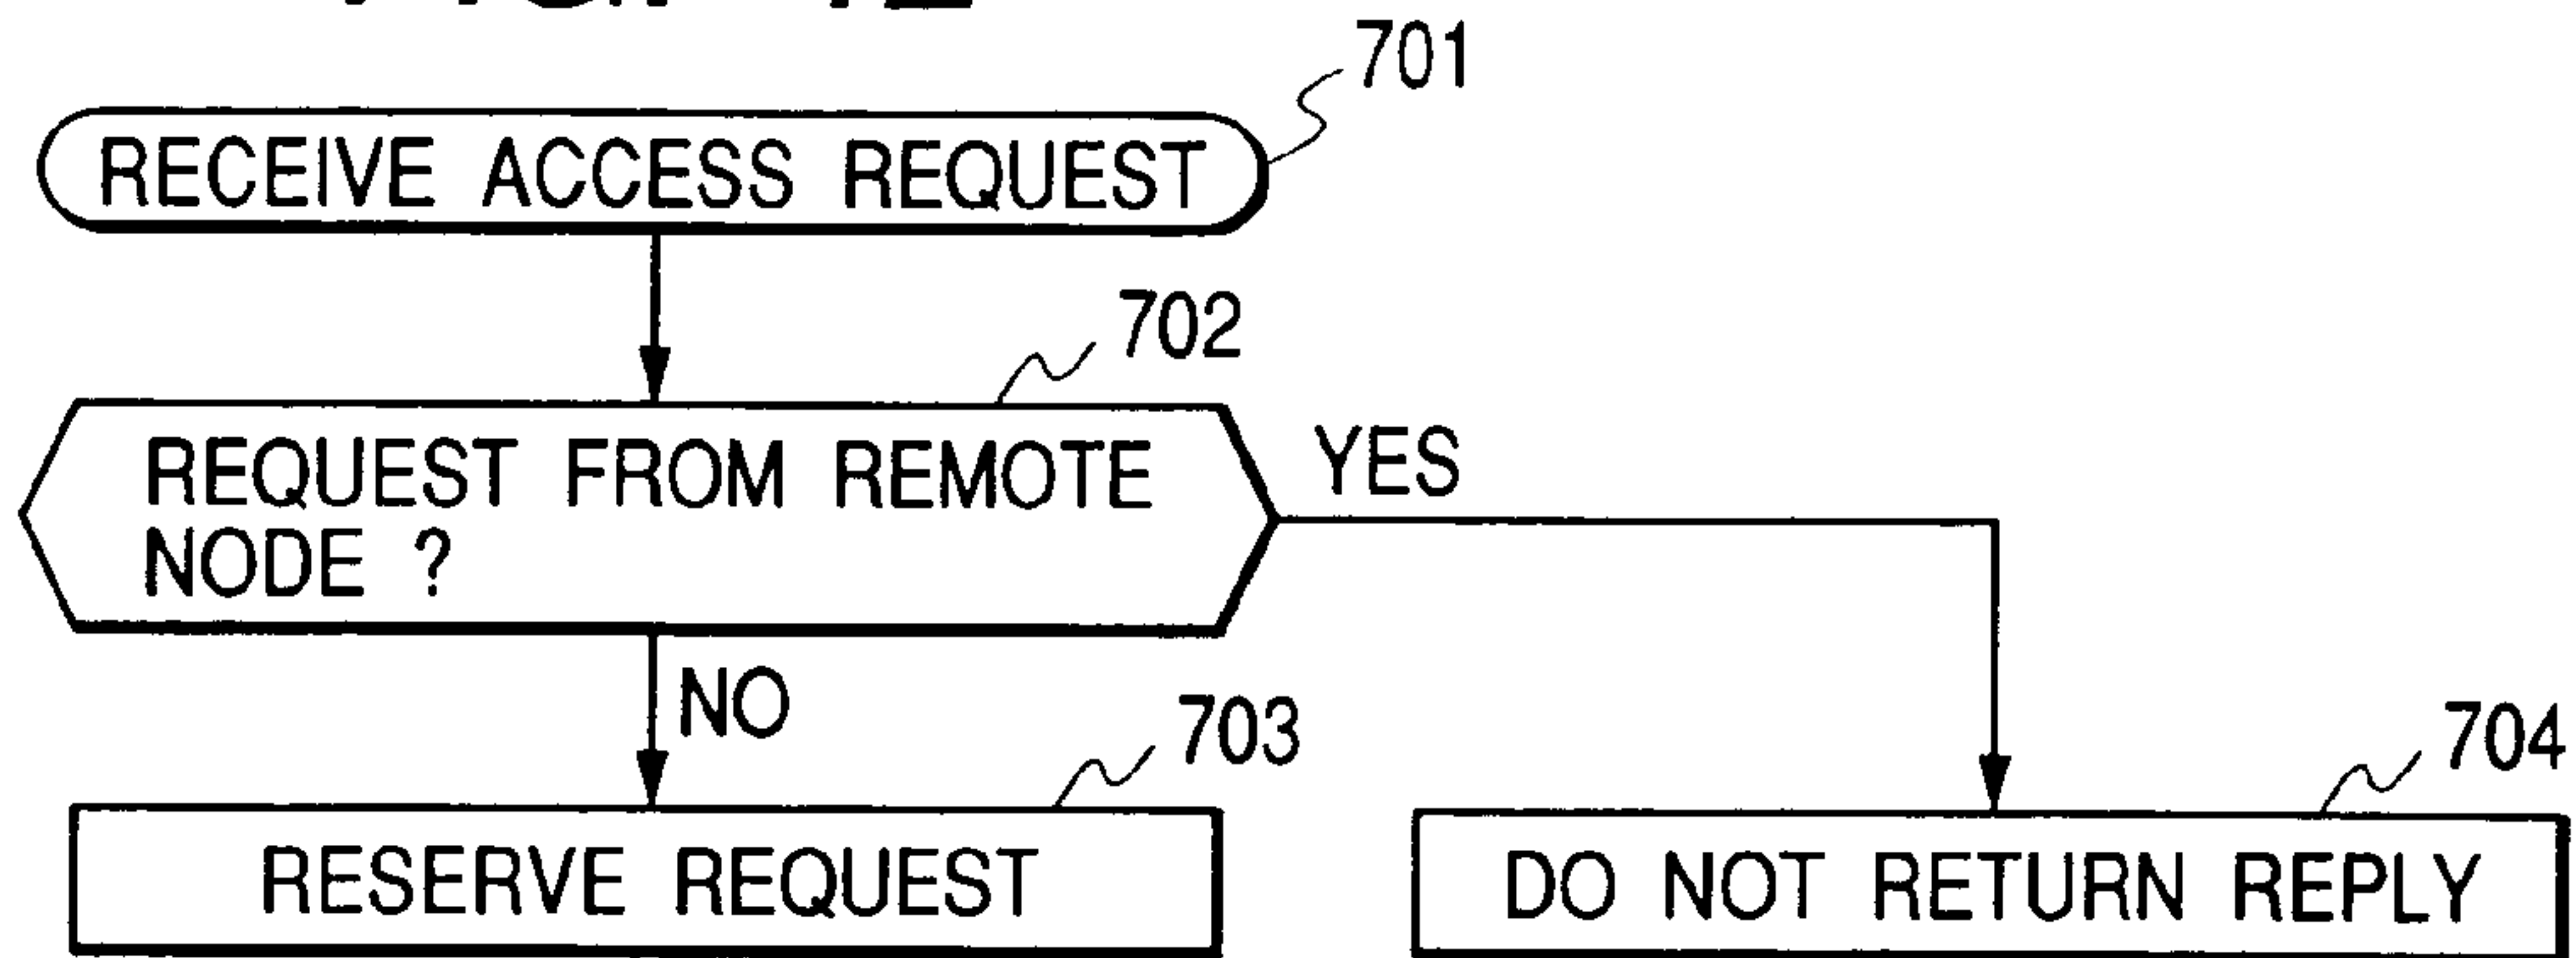 701
RECEIVE ACCESS REQUEST
702
REQUEST FROM REMOTE
NODE ?
YES
NO
703
704
RESERVE REQUEST
DO NOT RETURN REPLY